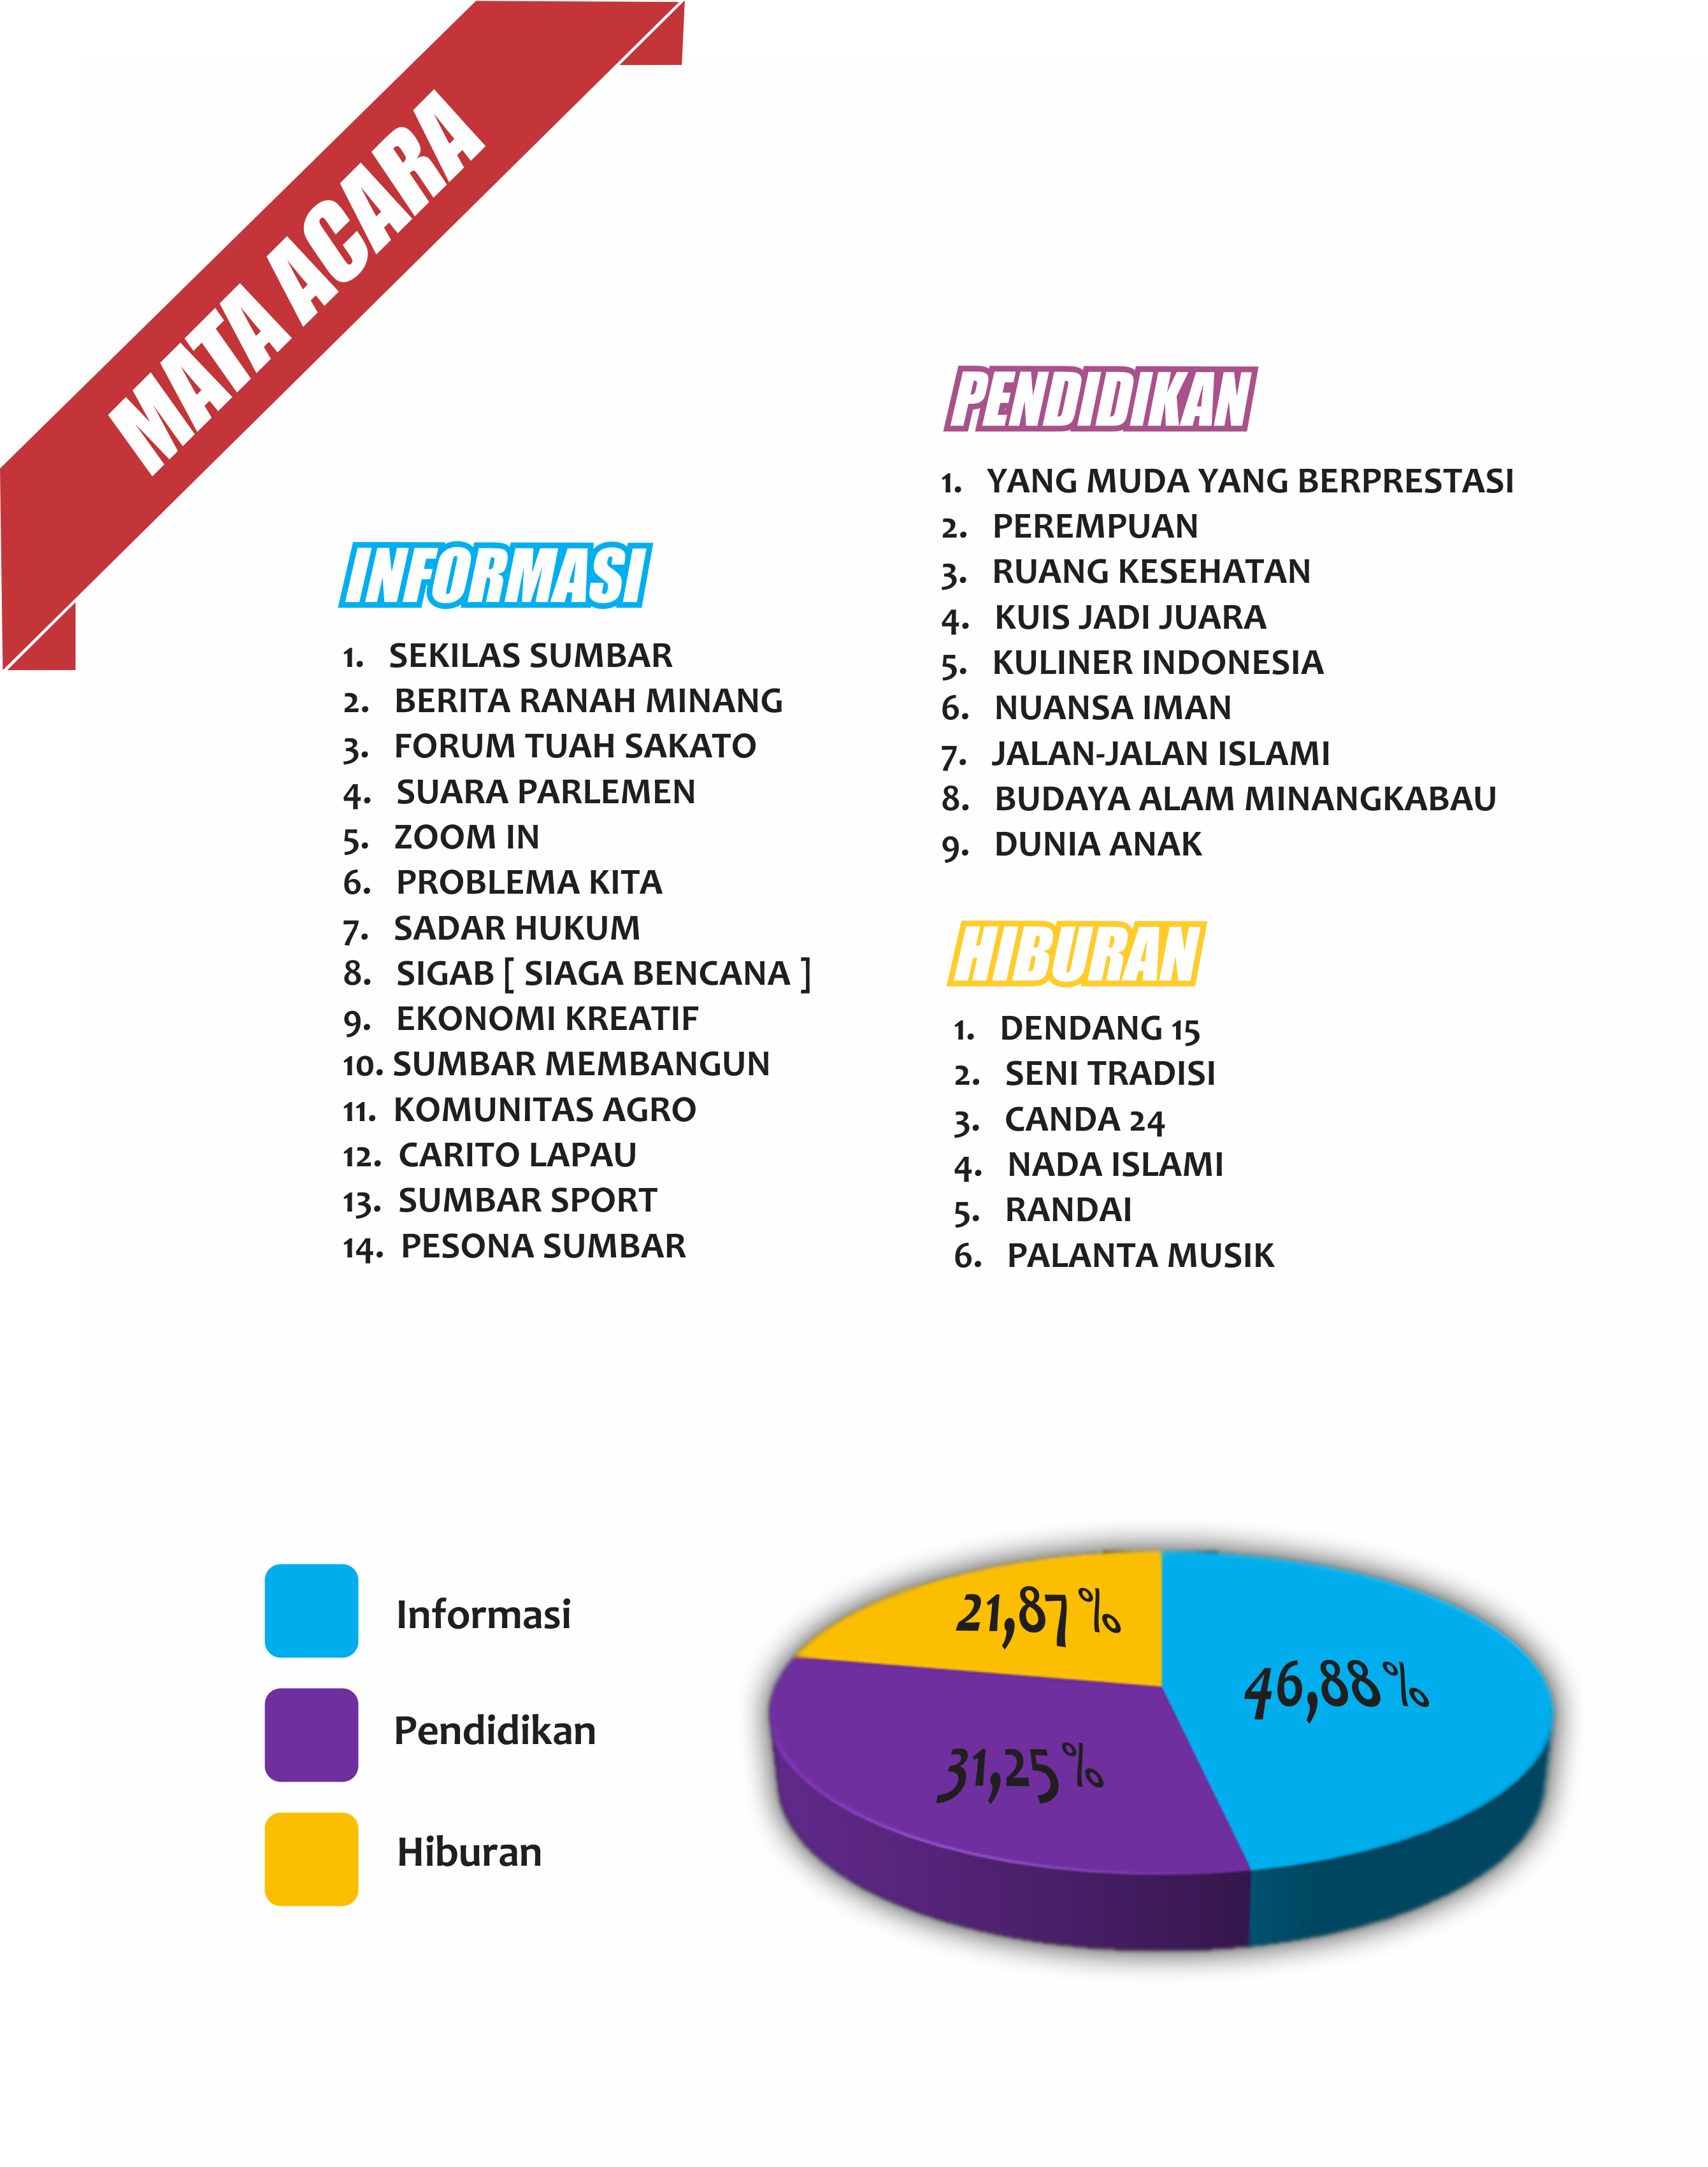 MATA ACARA
INFORMASI
1. SEKILAS SUMBAR
2. BERITA RANAH MINANG
3. FORUM TUAH SAKATO
4. SUARA PARLEMEN
5. ZOOM IN
6. PROBLEMA KITA
7. SADAR HUKUM
8. SIGAB [ SIAGA BENCANA ]
9. EKONOMI KREATIF
10. SUMBAR MEMBANGUN
11. KOMUNITAS AGRO
12. CARITO LAPAU
13. SUMBAR SPORT
14. PESONA SUMBAR
PENDIDIKAN
1. YANG MUDA YANG BERPRESTASI
2. PEREMPUAN
3. RUANG KESEHATAN
4. KUIS JADI JUARA
5. KULINER INDONESIA
6. NUANSA IMAN
7. JALAN-JALAN ISLAMI
8. BUDAYA ALAM MINANGKABAU
9. DUNIA ANAK
HIBURAN
1. DENDANG 15
2. SENI TRADISI
3. CANDA 24
4. NADA ISLAMI
5. RANDAI
6. PALANTA MUSIK
Informasi
Pendidikan
Hiburan
21,87%
46,88%
31,25%